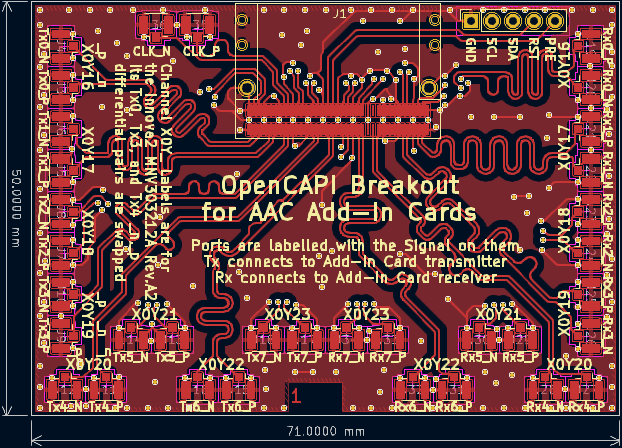 J1
CLK_N CLK_P
GND
SCL
SDA
RST
PRE
Tx0_N Tx0_P
X0Y16
Tx1_N Tx1_P
X0Y17
Tx2_N Tx2_P
X0Y18
Tx3_N Tx3_P
X0Y19
Rx0_P Rx0_N
X0Y16
Rx1_P Rx1_N
X0Y17
Rx2_P Rx2_N
X0Y18
Rx3_P Rx3_N
X0Y19
Channel X0Y_ labels are for
the Innova2 MNV303212A Rev.A2
Its Tx0, Tx3, and Tx4 _n _P
differential pairs are swapped
OpenCAPI Breakout
for AAC Add-in Cards
Ports are labelled with the Signal on them
Tx connects to Add-in Card transmitter
Rx connects to Add-in Card receiver
X0Y21 X0Y23 X0Y23 X0Y21
Tx5_N Tx5_P Tx7_N Tx7_P Rx7_N Rx7_P Rx5_N Rx5_P
X0Y20 X0Y22 X0Y22 X0Y20
Tx4_N Tx4_P Tx6_N Tx6_P Rx6_N Rx6_P Rx4_N Rx4_P
1
50.0000 mm
71.0000 mm